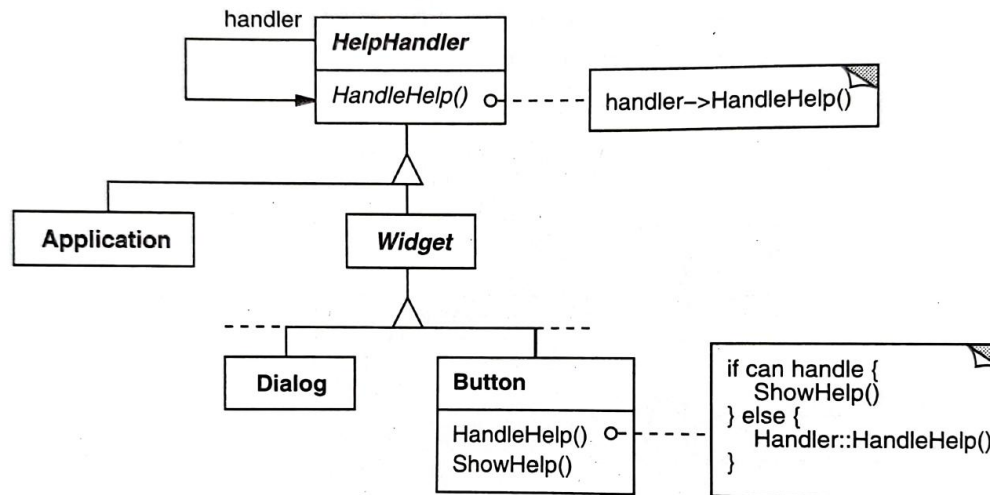 handler
HelpHandler
HandleHelp()
handler–>HandleHelp()
Application
Widget
Dialog
Button
HandleHelp()
ShowHelp()
if can handle {
ShowHelp()
} else {
Handler::HandleHelp()
}